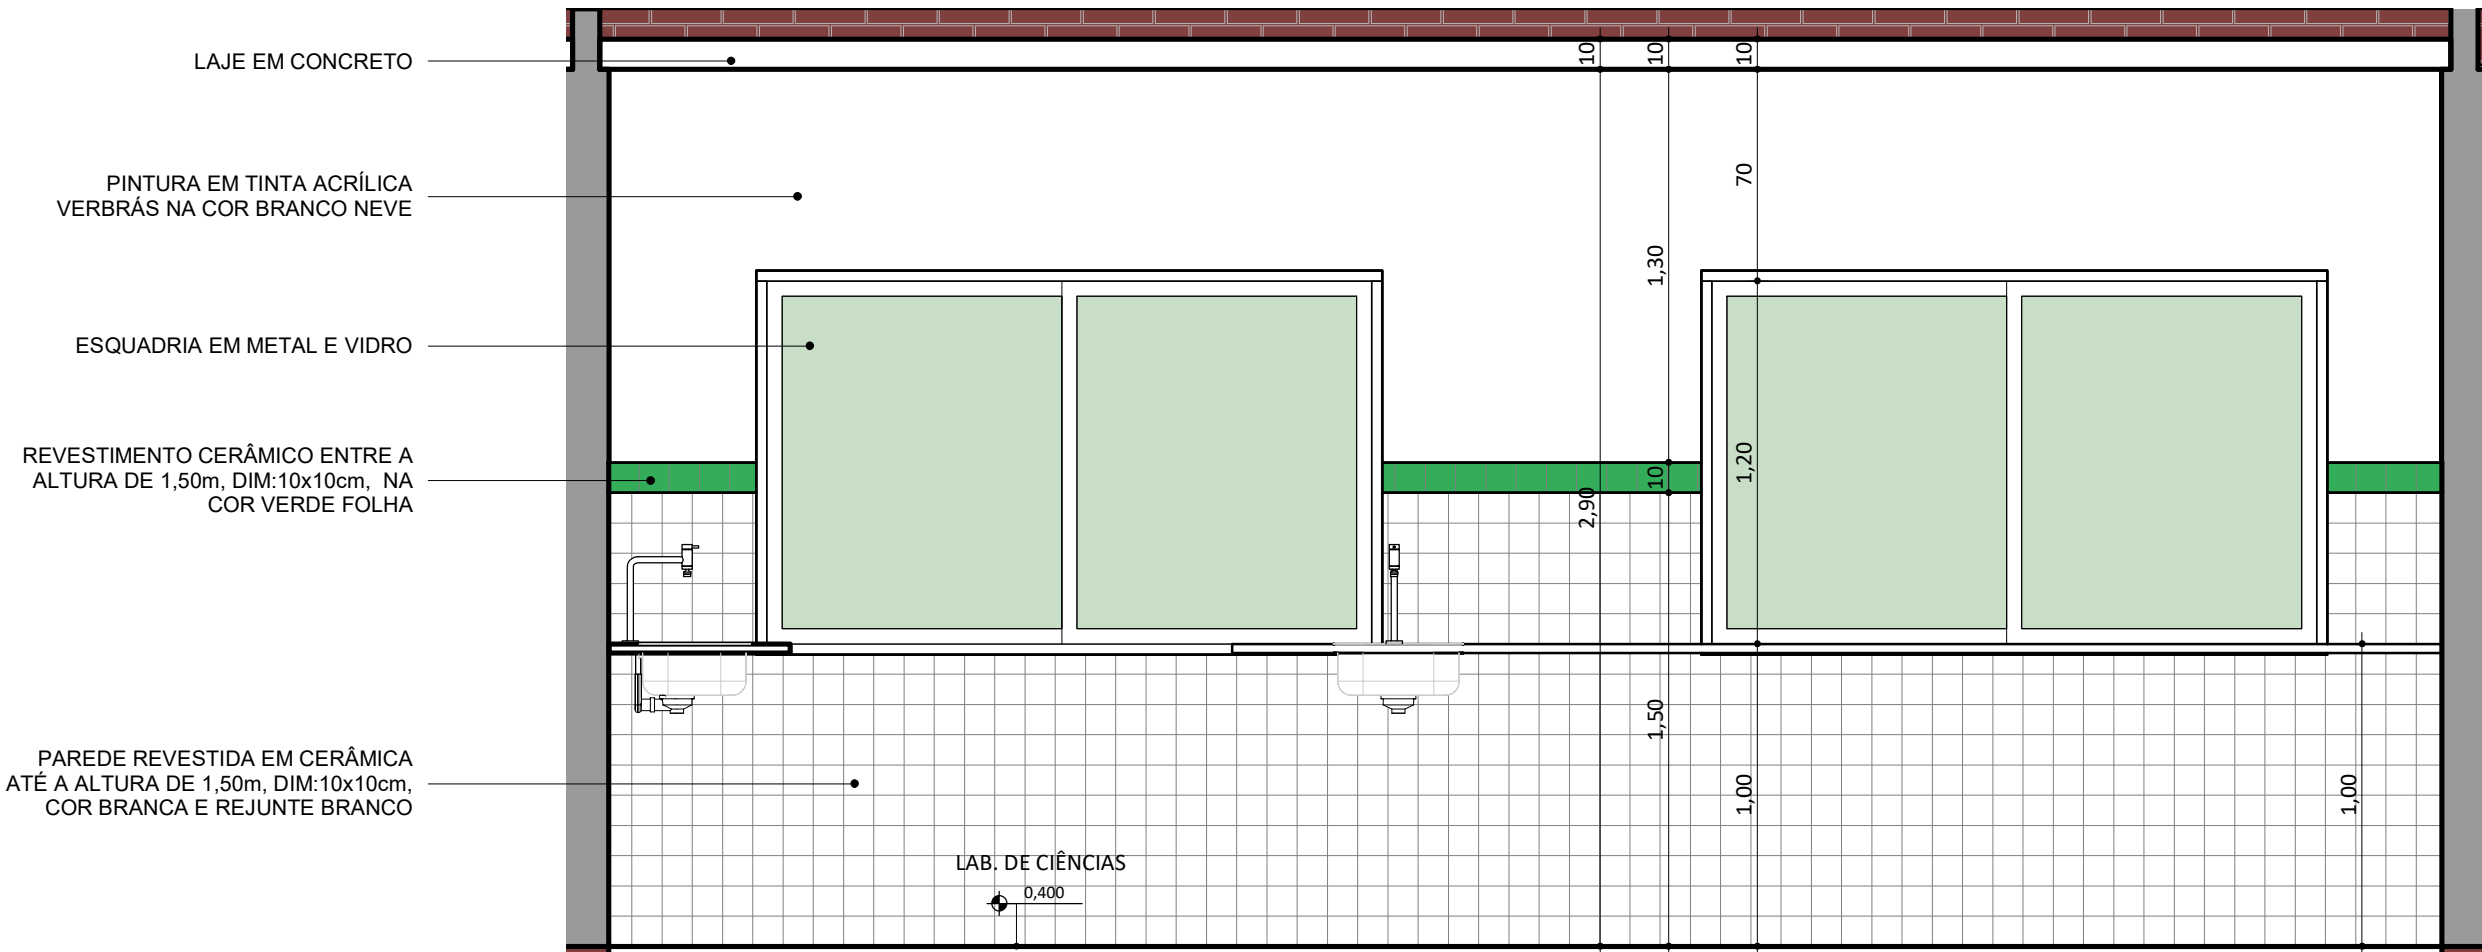 LAJE EM CONCRETO
PINTURA EM TINTA ACRÍLICA
VERBRÁS NA COR BRANCO NEVE
ESQUADRIA EM METAL E VIDRO
REVESTIMENTO CERÂMICO ENTRE A
ALTURA DE 1,50m, DIM:10x10cm, NA
COR VERDE FOLHA
PAREDE REVESTIDA EM CERÂMICA
ATÉ A ALTURA DE 1,50m, DIM:10x10cm,
COR BRANCA E REJUNTE BRANCO
10
10
10
70
1,30
1,20
10
2,90
1,50
1,00
1,00
LAB. DE CIÊNCIAS
0,400